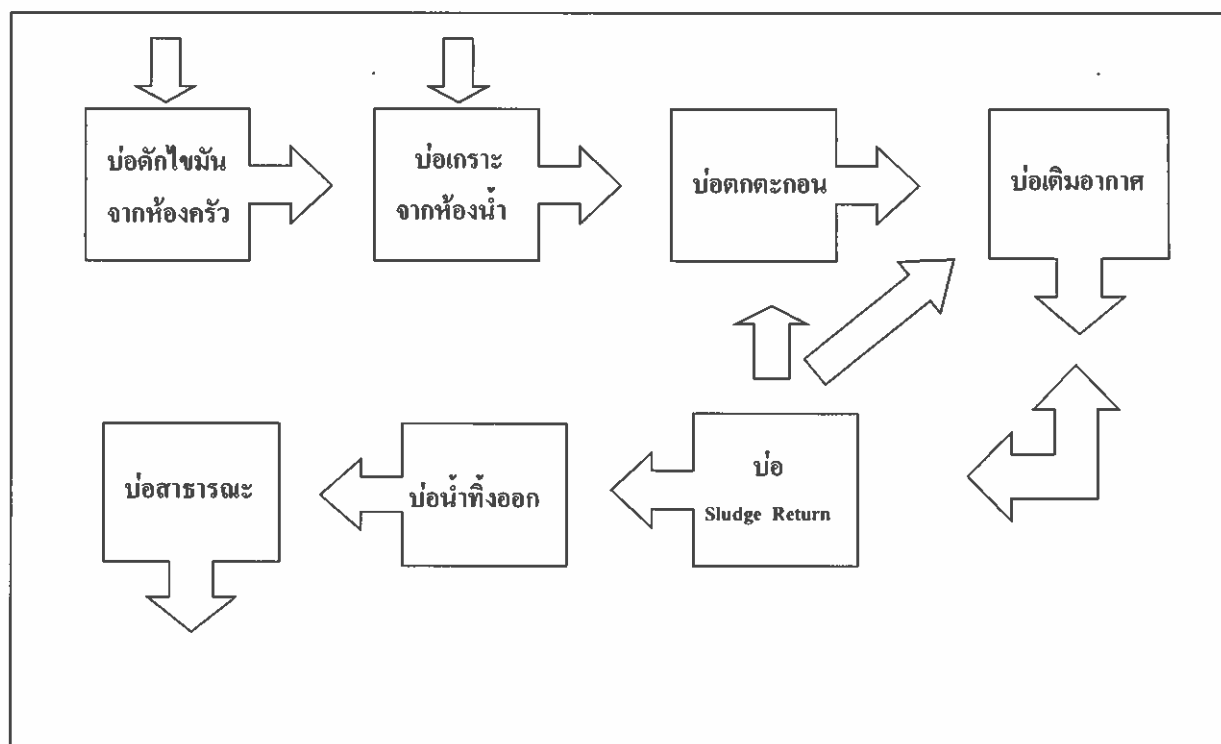 บ่อดักไขมัน
จากห้องครัว
บ่อเกราะ
จากห้องน้ำ
บ่อตกตะกอน
บ่อเติมอากาศ
บ่อสาธารณะ
บ่อน้ำทิ้งออก
บ่อ
Sludge Return